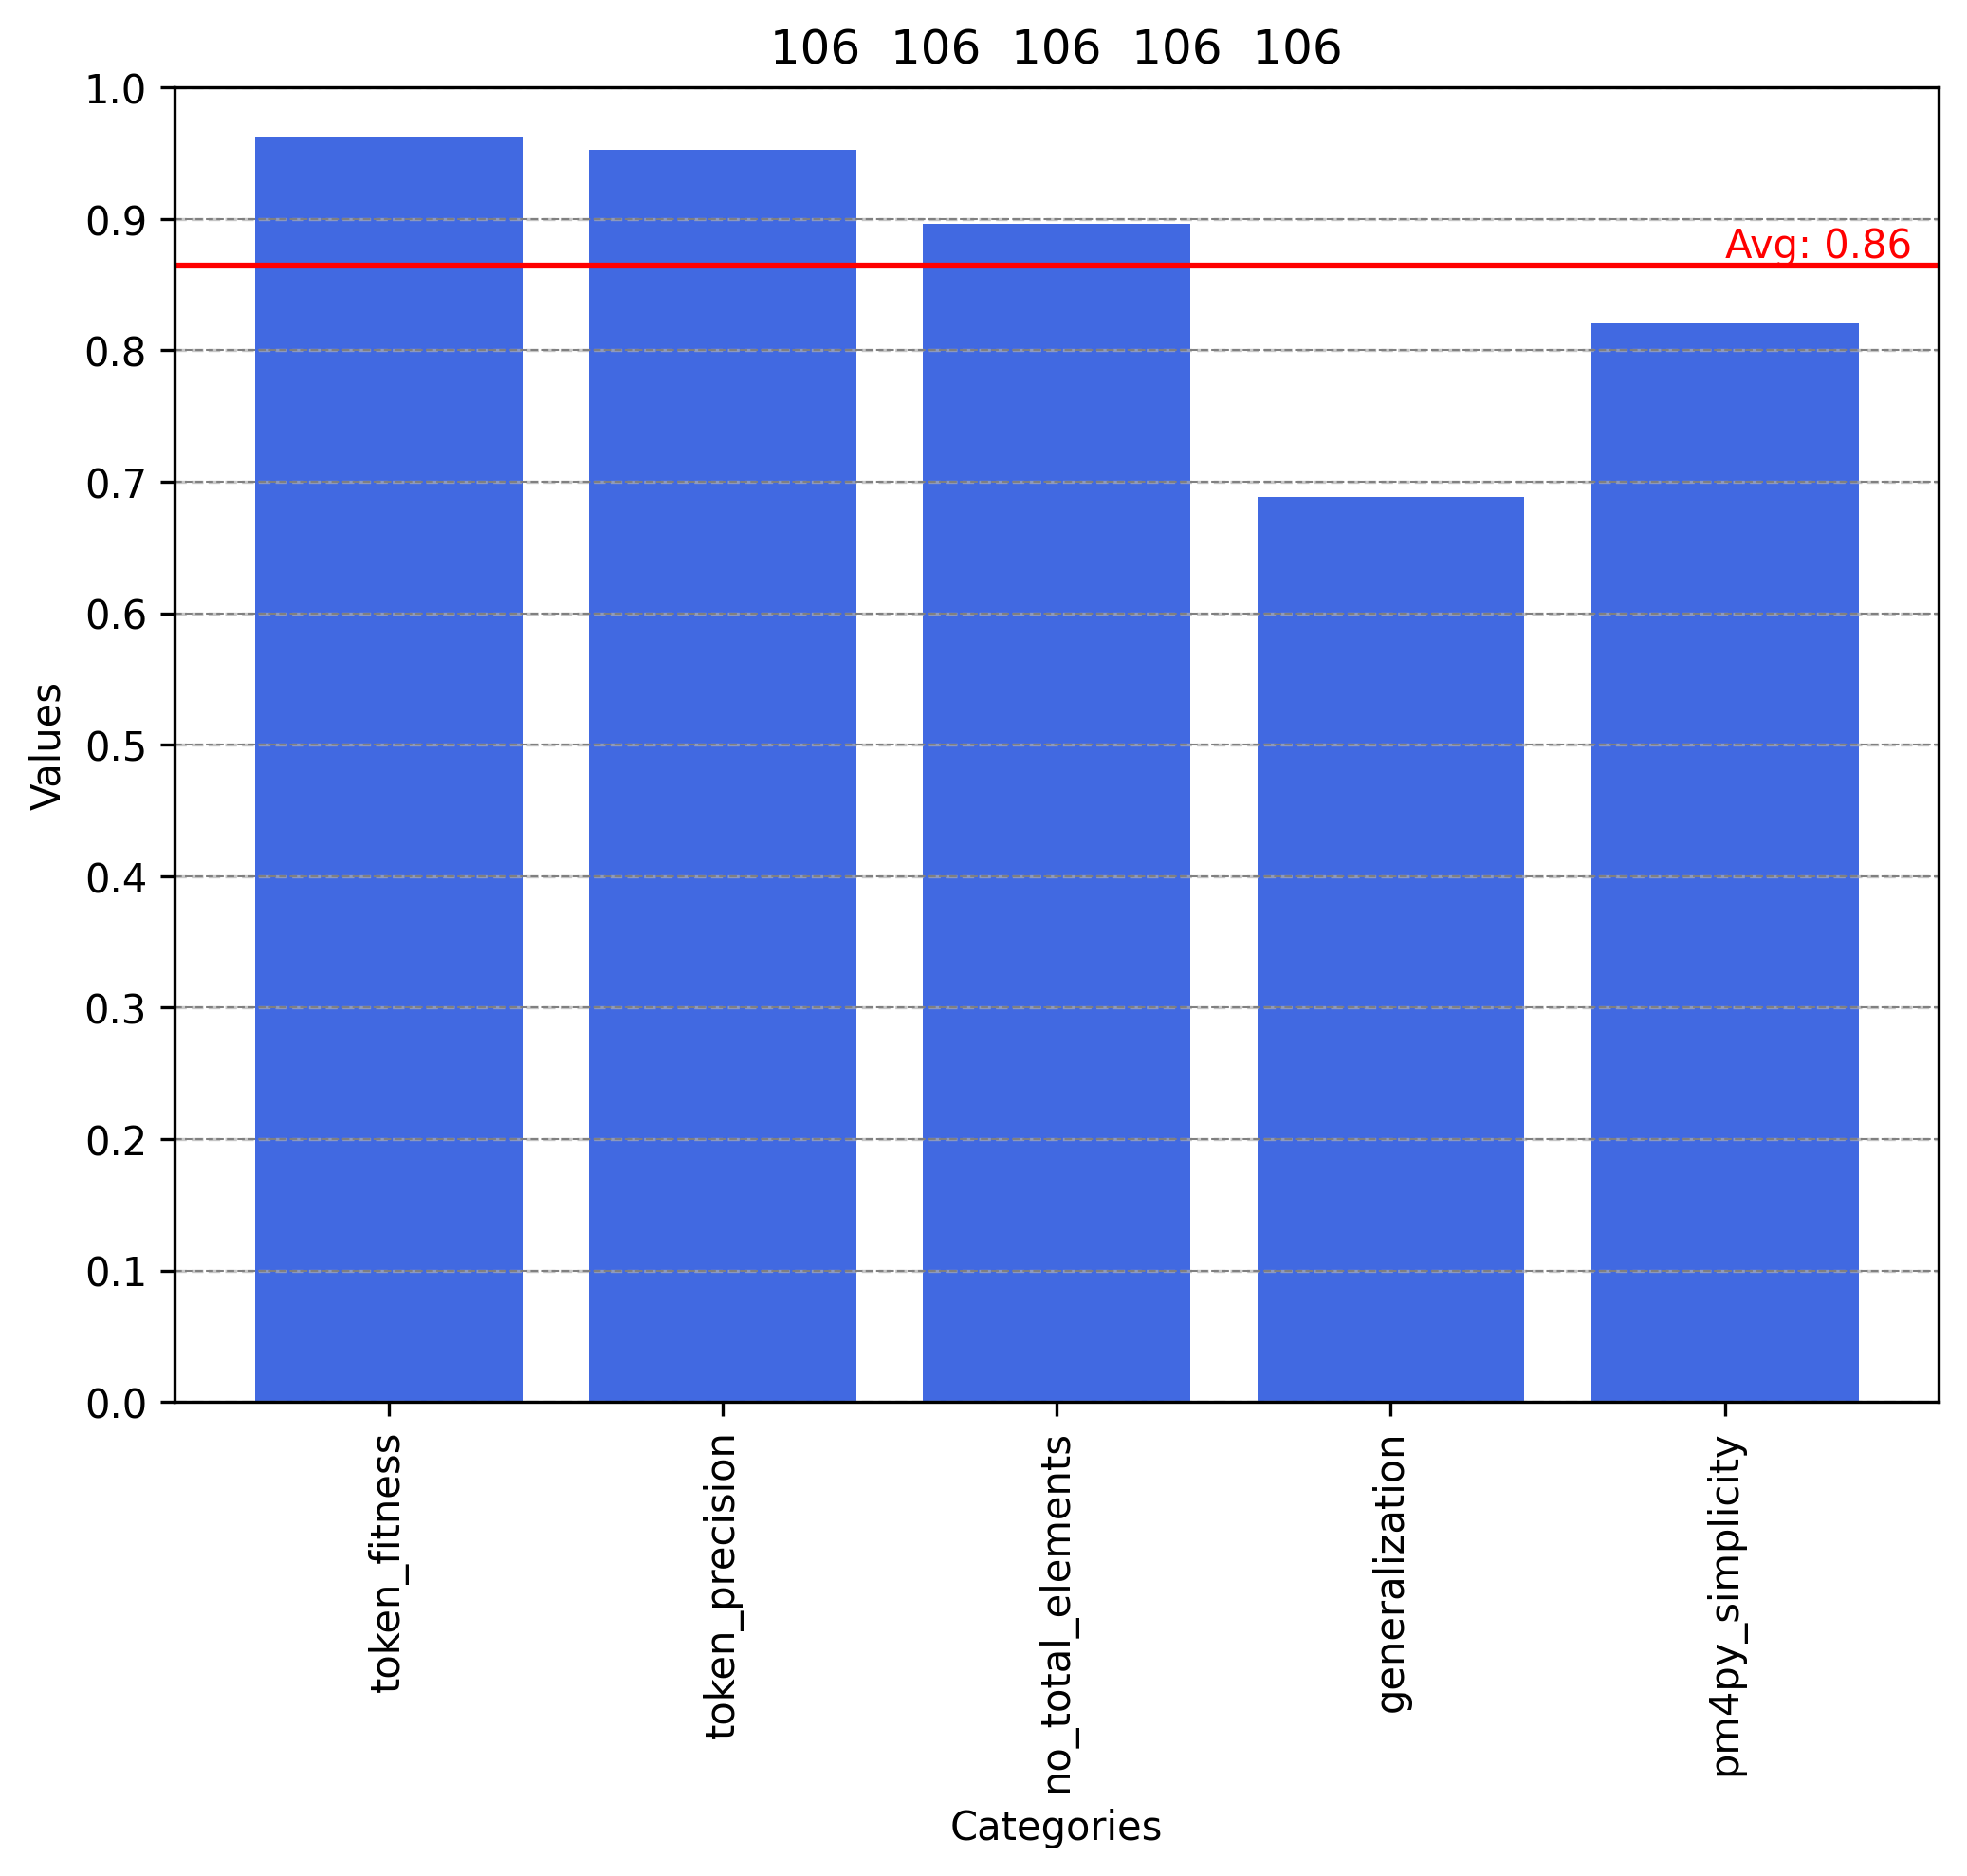 106 106 106 106 106
1.0
0.9
Avg: 0.86
0.8
0.7
0.6
0.5
0.4
0.3
0.2
0.1
0.0
Values
token_fitness
token_precision
no_total_elements
generalization
pm4py_simplicity
Categories